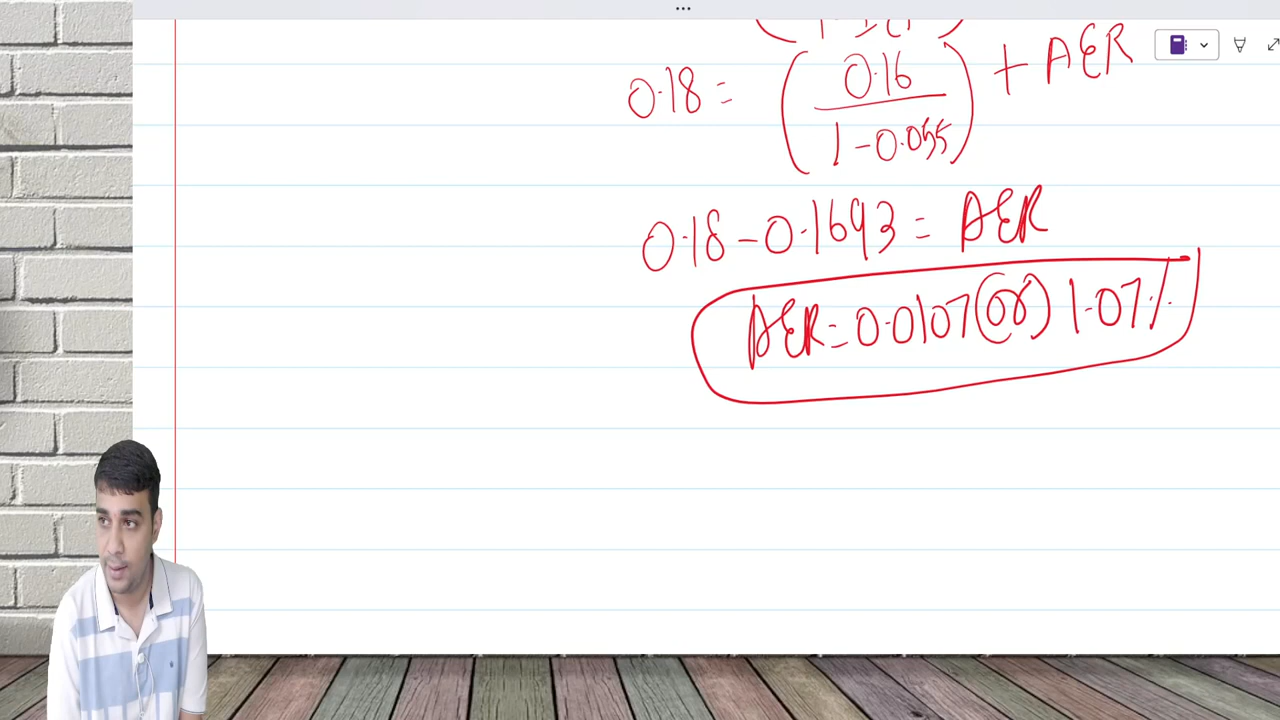 0.18 = (0.16 / 1-0.055) + AER
0.18 - 0.1693 = AER
AER = 0.0107 (or) 1.07%